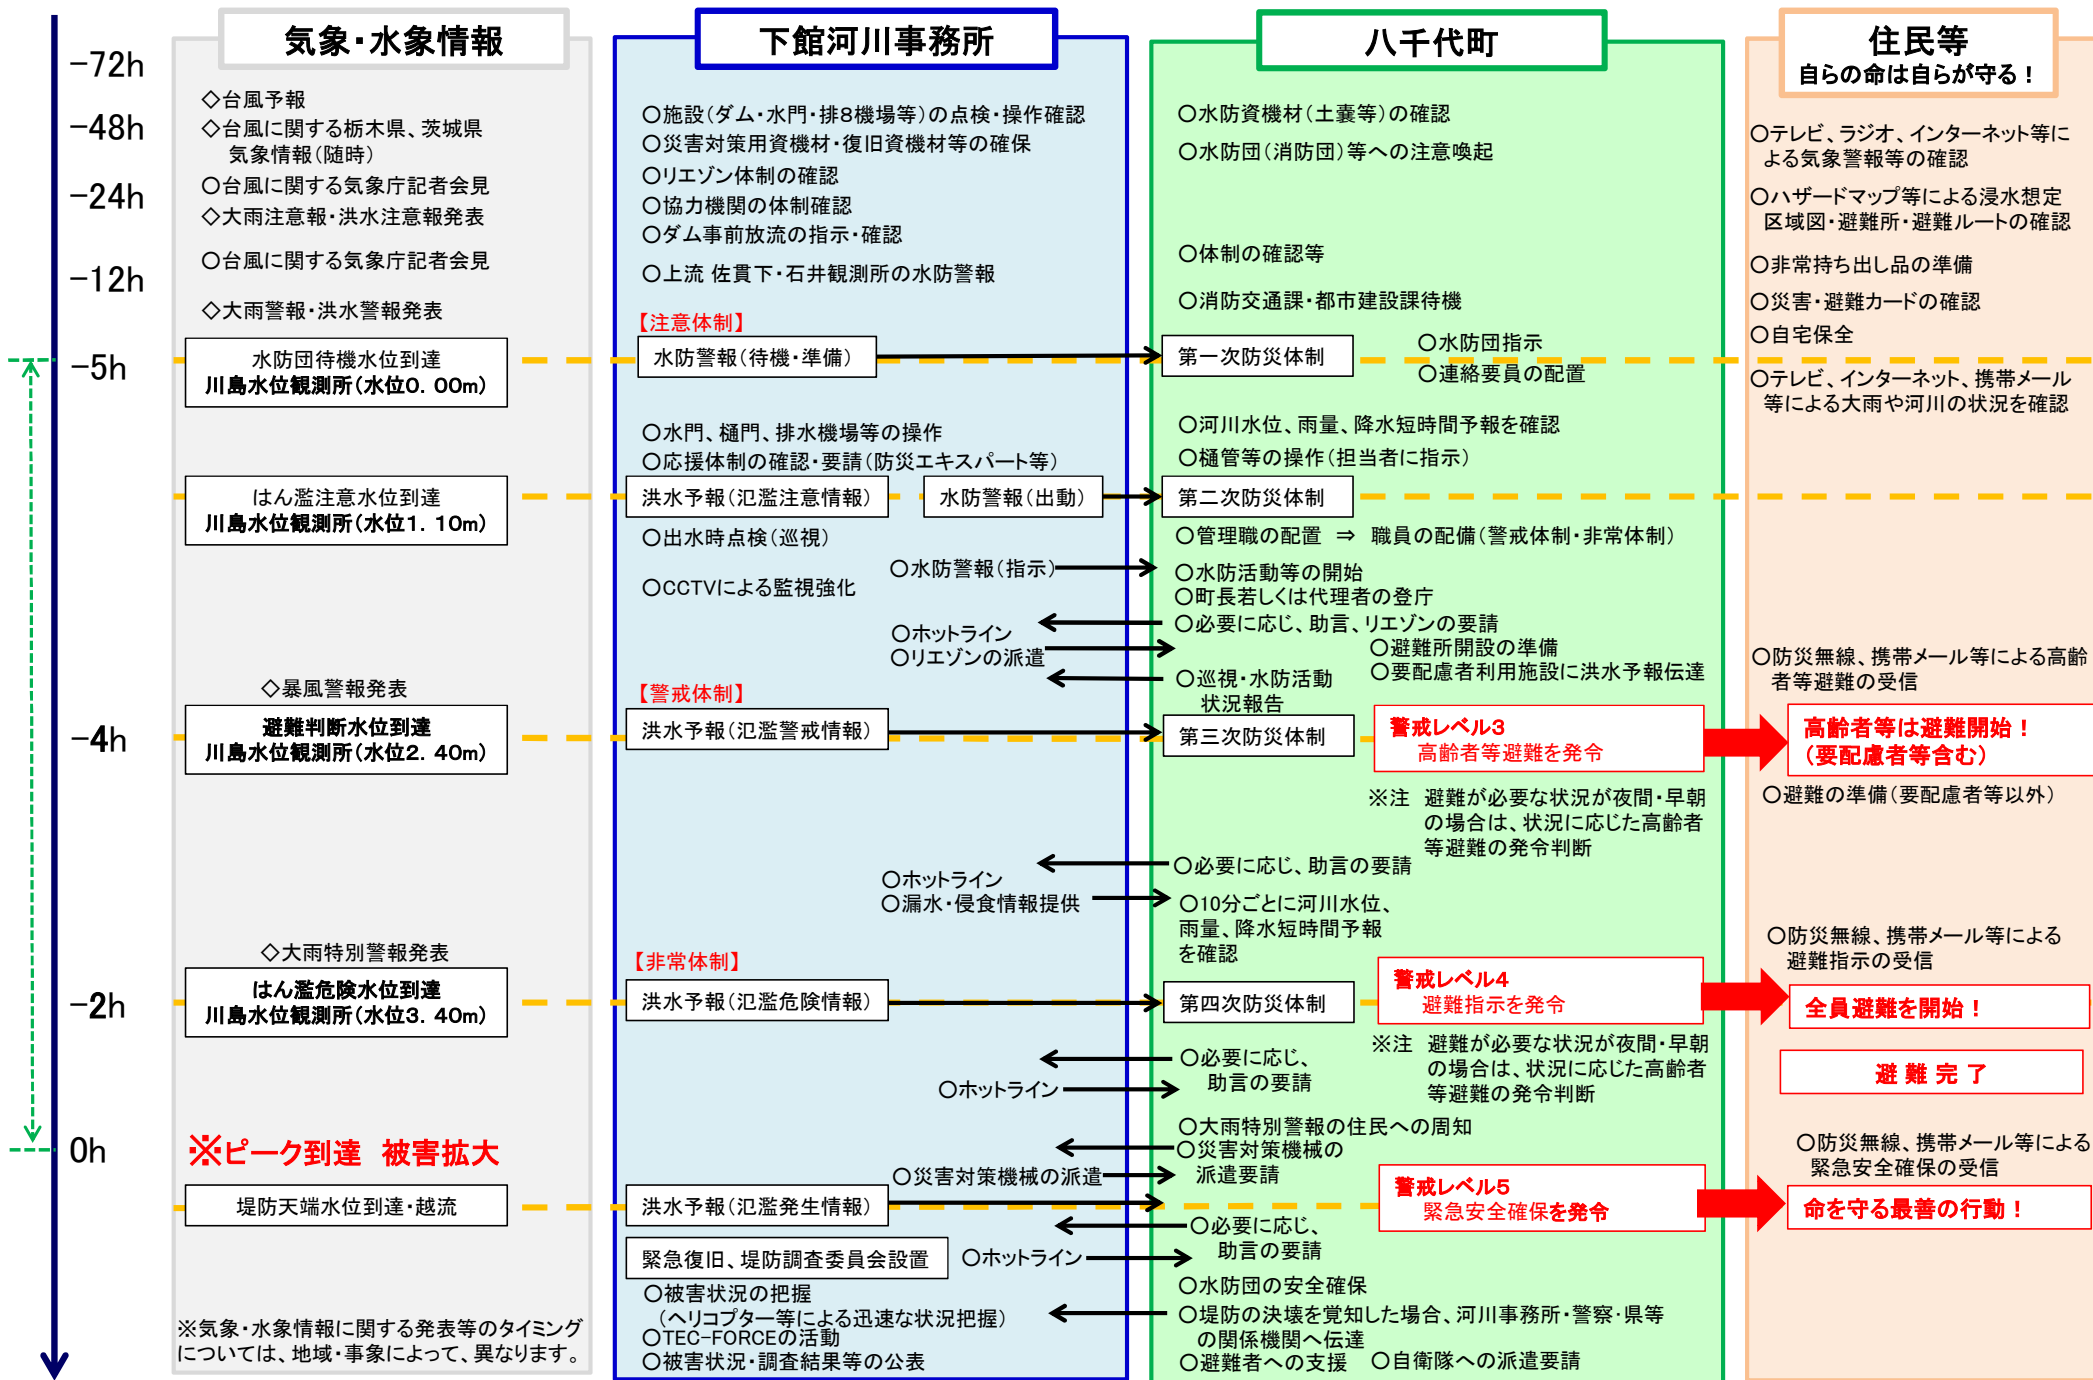 -72h
-48h
-24h
-12h
-5h
-4h
-2h
0h
気象・水象情報
◇台風予報
◇台風に関する栃木県、茨城県
気象情報(随時)
○台風に関する気象庁記者会見
◇大雨注意報・洪水注意報発表
○台風に関する気象庁記者会見
◇大雨警報・洪水警報発表
水防団待機水位到達
川島水位観測所(水位0.00m)
はん濫注意水位到達
川島水位観測所(水位1.10m)
◇暴風警報発表
避難判断水位到達
川島水位観測所(水位2.40m)
◇大雨特別警報発表
はん濫危険水位到達
川島水位観測所(水位3.40m)
※ピーク到達 被害拡大
堤防天端水位到達・越流
※気象・水象情報に関する発表等のタイミング
については、地域・事象によって、異なります。
下館河川事務所
○施設(ダム・水門・排8機場等)の点検・操作確認
○災害対策用資機材・復旧資機材等の確保
○リエゾン体制の確認
○協力機関の体制確認
○ダム事前放流の指示・確認
○上流 佐貫下・石井観測所の水防警報
【注意体制】
水防警報(待機・準備)
○水門、樋門、排水機場等の操作
○応援体制の確認・要請(防災エキスパート等)
洪水予報(氾濫注意情報)
水防警報(出動)
○出水時点検(巡視)
○水防警報(指示)
○CCTVによる監視強化
○ホットライン
○リエゾンの派遣
【警戒体制】
洪水予報(氾濫警戒情報)
○ホットライン
○漏水・侵食情報提供
【非常体制】
洪水予報(氾濫危険情報)
○ホットライン
○災害対策機械の派遣
洪水予報(氾濫発生情報)
緊急復旧、堤防調査委員会設置
○ホットライン
○被害状況の把握
(ヘリコプター等による迅速な状況把握)
○TEC-FORCEの活動
○被害状況・調査結果等の公表
八千代町
○水防資機材(土嚢等)の確認
○水防団(消防団)等への注意喚起
○体制の確認等
○消防交通課・都市建設課待機
第一次防災体制
○水防団指示
○連絡要員の配置
○河川水位、雨量、降水短時間予報を確認
○樋管等の操作(担当者に指示)
第二次防災体制
○管理職の配置 ⇒ 職員の配備(警戒体制・非常体制)
○水防活動等の開始
○町長若しくは代理者の登庁
○必要に応じ、助言、リエゾンの要請
○避難所開設の準備
○要配慮者利用施設に洪水予報伝達
○巡視・水防活動
状況報告
第三次防災体制
警戒レベル3
高齢者等避難を発令
※注 避難が必要な状況が夜間・早朝
の場合は、状況に応じた高齢者
等避難の発令判断
○必要に応じ、助言の要請
○10分ごとに河川水位、
雨量、降水短時間予報
を確認
第四次防災体制
警戒レベル4
避難指示を発令
※注 避難が必要な状況が夜間・早朝
の場合は、状況に応じた高齢者
等避難の発令判断
○必要に応じ、
助言の要請
○大雨特別警報の住民への周知
○災害対策機械の
派遣要請
警戒レベル5
緊急安全確保を発令
○必要に応じ、
助言の要請
○水防団の安全確保
○堤防の決壊を覚知した場合、河川事務所・警察・県等
の関係機関へ伝達
○避難者への支援 ○自衛隊への派遣要請
住民等
自らの命は自らが守る!
○テレビ、ラジオ、インターネット等に
よる気象警報等の確認
○ハザードマップ等による浸水想定
区域図・避難所・避難ルートの確認
○非常持ち出し品の準備
○災害・避難カードの確認
○自宅保全
○テレビ、インターネット、携帯メール
等による大雨や河川の状況を確認
○防災無線、携帯メール等による高齢
者等避難の受信
高齢者等は避難開始!
(要配慮者等含む)
○避難の準備(要配慮者等以外)
○防災無線、携帯メール等による
避難指示の受信
全員避難を開始!
避難完了
○防災無線、携帯メール等による
緊急安全確保の受信
命を守る最善の行動!